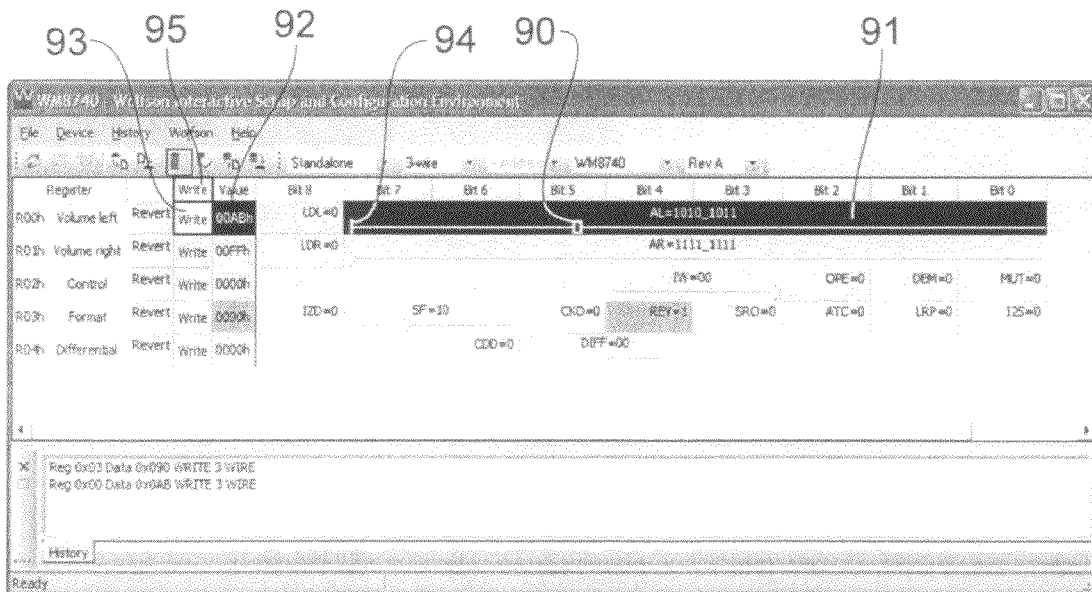 93 95 92 94 90 91
WM8740 - Wolfson Interactive Setup and Configuration Environment
File Device History Wolfson Help
Standalone 3-wire WM8740 Rev A
Register Write Value Bit 8 Bit 7 Bit 6 Bit 5 Bit 4 Bit 3 Bit 2 Bit 1 Bit 0
R00h Volume left Revert Write 00ABh LDL=0 AL=1010_1011
R01h Volume right Revert Write 00FFh LDR=0 AR=1111_1111
R02h Control Revert Write 0000h IW=00 OPE=0 DEM=0 MUT=0
R03h Format Revert Write IZD=0 SF=10 CKO=0 REV=1 SRO=0 ATC=0 LRP=0 I2S=0
R04h Differential Revert Write 0000h CDD=0 DIFF=00
Reg 0x03 Data 0x090 WRITE 3 WIRE
Reg 0x00 Data 0x0AB WRITE 3 WIRE
History
Ready